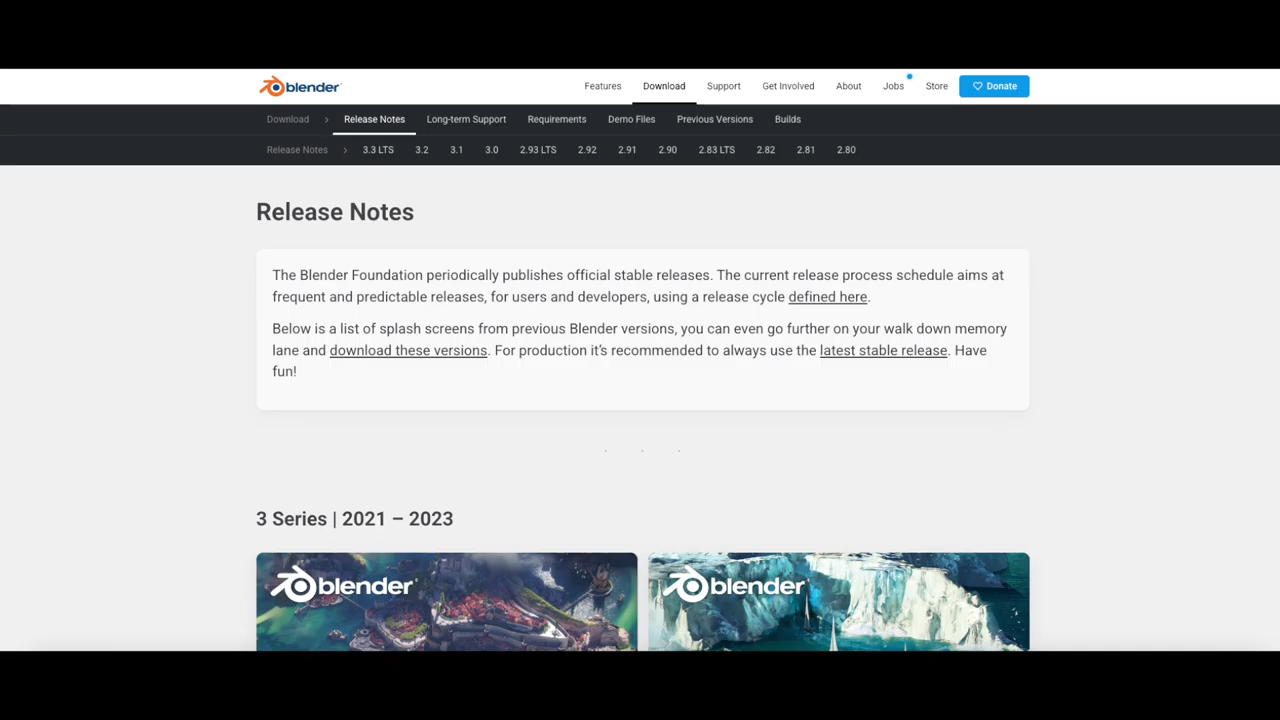 blender
Features Download Support Get Involved About Jobs Store Donate
Download Release Notes Long-term Support Requirements Demo Files Previous Versions Builds
Release Notes 3.3 LTS 3.2 3.1 3.0 2.93 LTS 2.92 2.91 2.90 2.83 LTS 2.82 2.81 2.80
Release Notes
The Blender Foundation periodically publishes official stable releases. The current release process schedule aims at
frequent and predictable releases, for users and developers, using a release cycle defined here.
Below is a list of splash screens from previous Blender versions, you can even go further on your walk down memory
lane and download these versions. For production it's recommended to always use the latest stable release. Have
fun!
. . .
3 Series | 2021 – 2023
blender blender